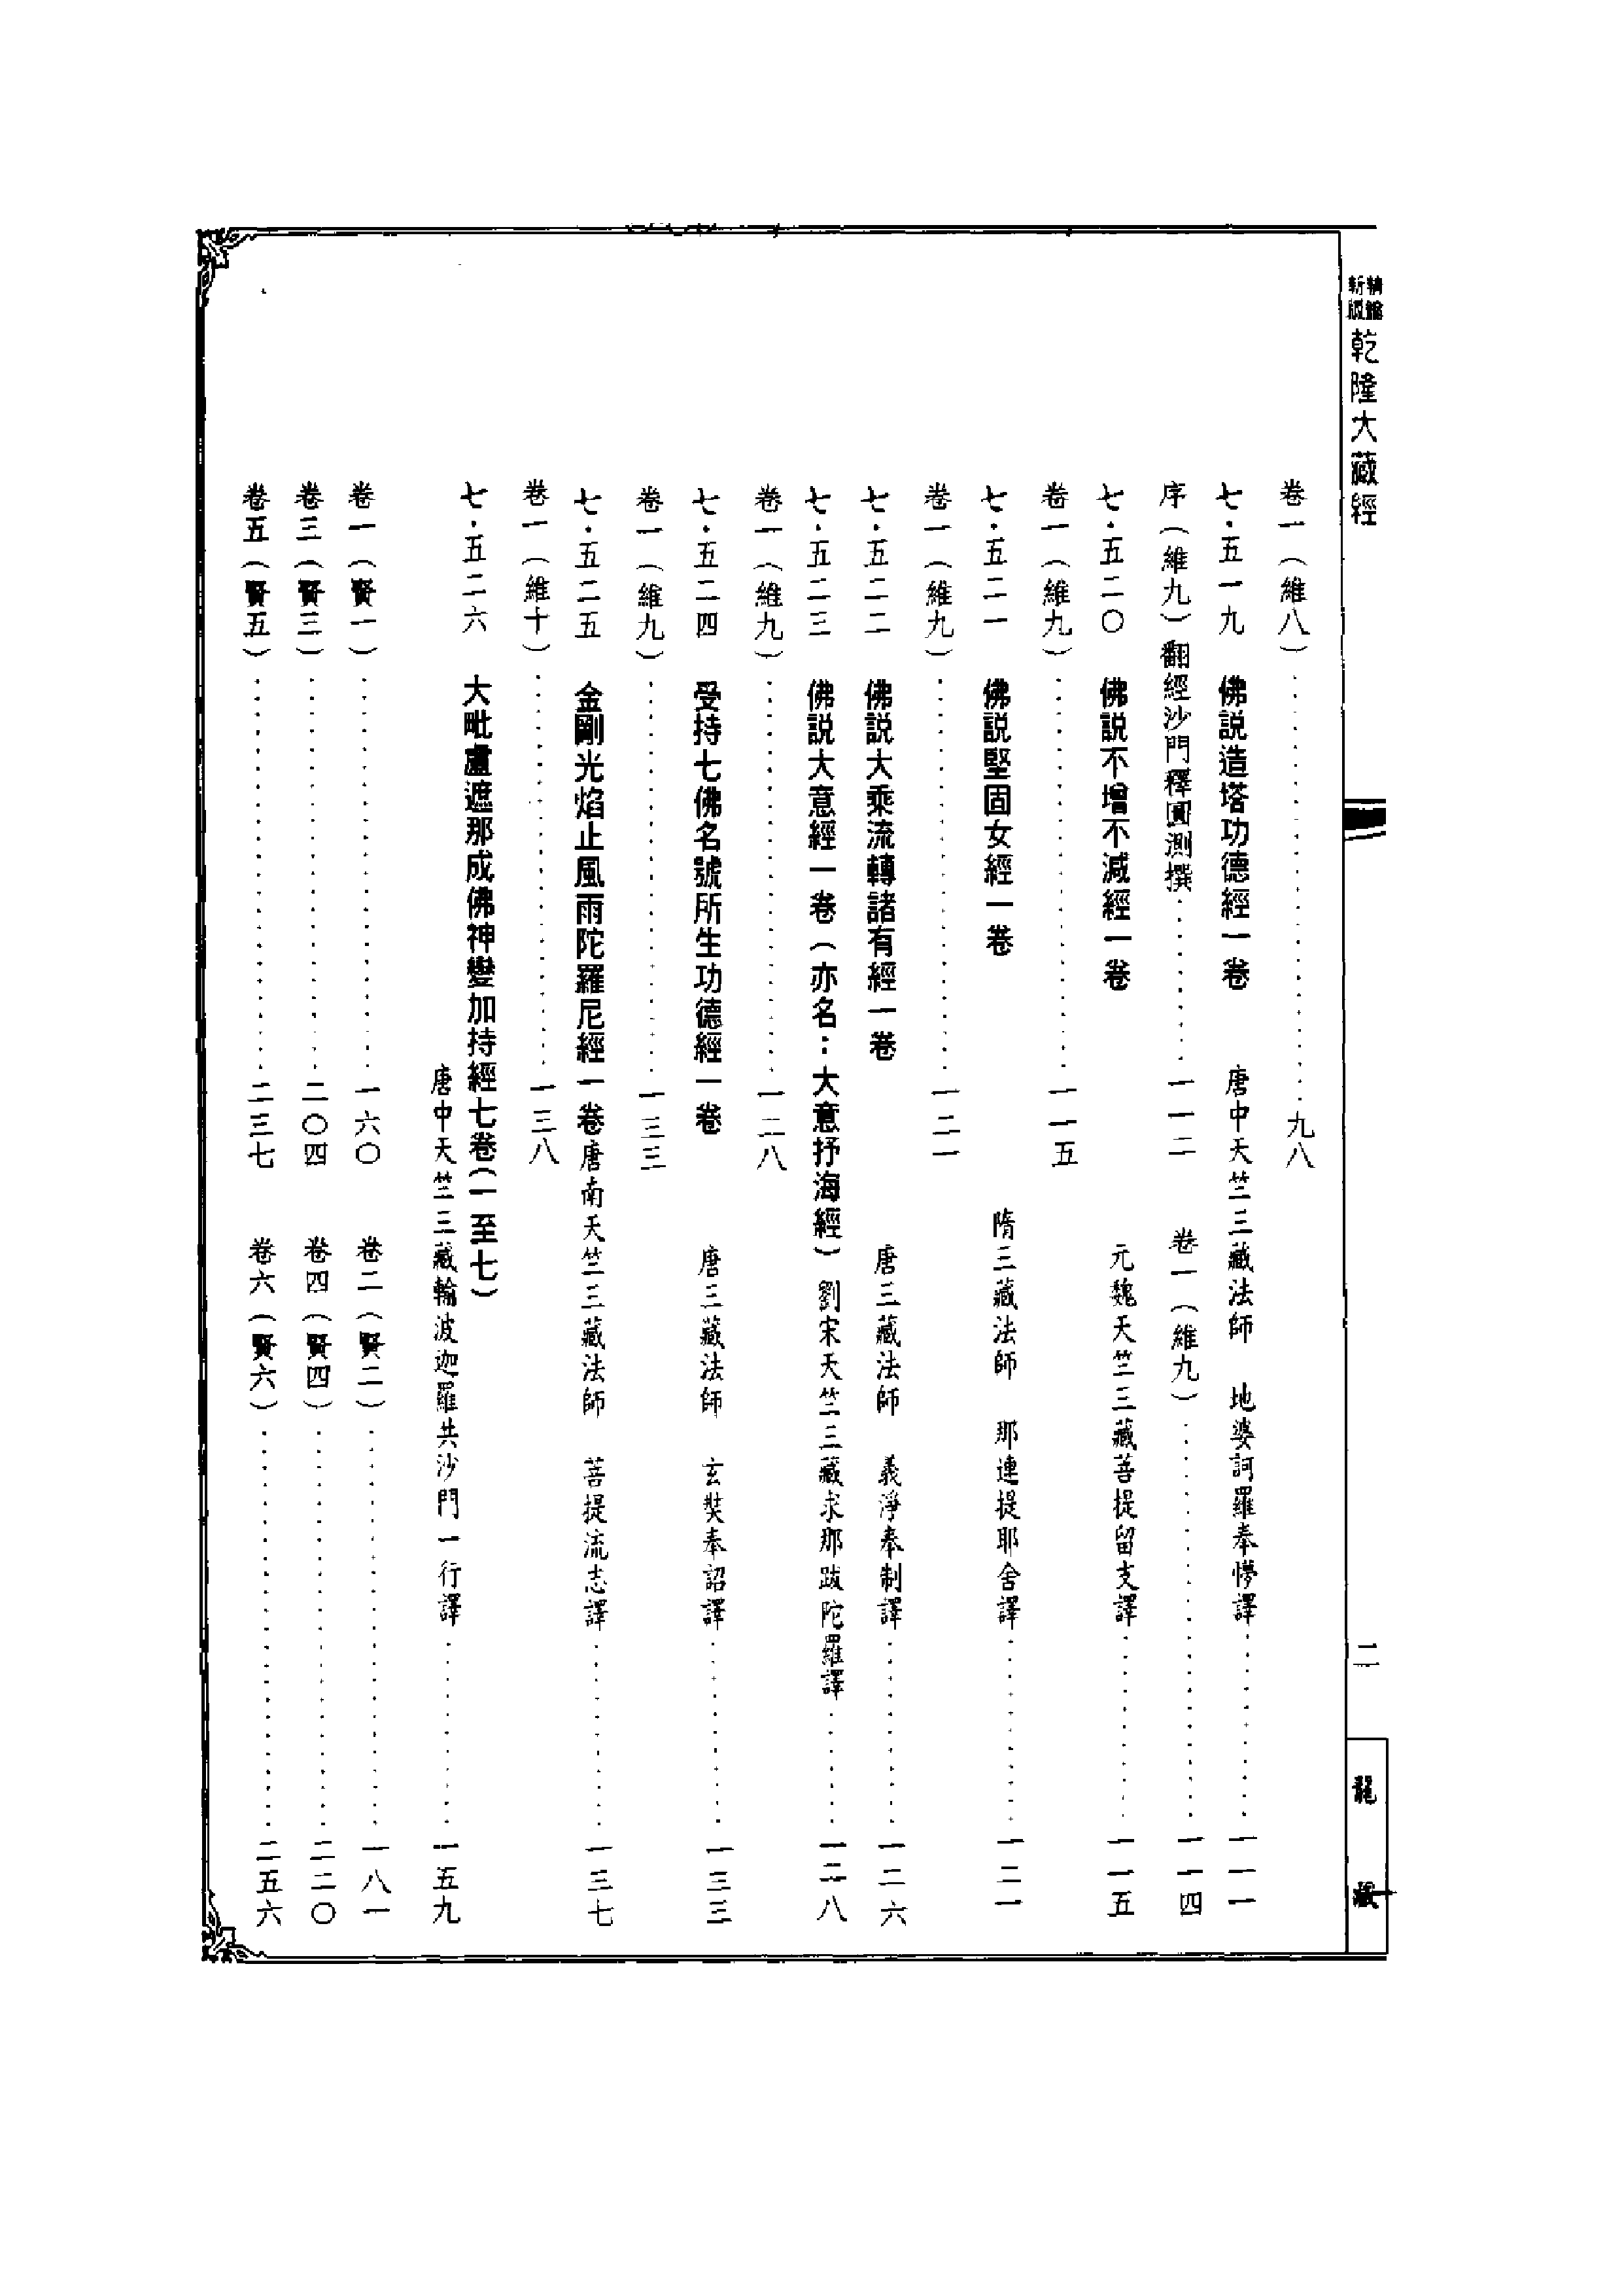 新版精縮乾隆大藏經
二
龍藏
卷一(維八)……九八
七·五一九 佛説造塔功德經一卷 唐中天竺三藏法師 地婆訶羅奉懜譯……一一一
序(維九)翻經沙門釋圓測撰……一一二 卷一(維九)……一一四
七·五二〇 佛説不增不減經一卷 元魏天竺三藏菩提留支譯……一一五
卷一(維九)……一一五
七·五二一 佛説堅固女經一卷 隋三藏法師 那連提耶舍譯……一二一
卷一(維九)……一二一
七·五二二 佛説大乘流轉諸有經一卷 唐三藏法師 義淨奉制譯……一二六
七·五二三 佛説大意經一卷(亦名:大意抒海經)劉宋天竺三藏求那跋陀羅譯……一二八
卷一(維九)……一二八
七·五二四 受持七佛名號所生功德經一卷 唐三藏法師 玄奘奉詔譯……一三三
卷一(維九)……一三三
七·五二五 金剛光焰止風雨陀羅尼經一卷唐南天竺三藏法師 菩提流志譯……一三七
卷一(維十)……一三八
七·五二六 大毗盧遮那成佛神變加持經七卷(一至七)
唐中天竺三藏輸波迦羅共沙門一行譯……一五九
卷一(賢一)……一六〇 卷二(賢二)……一八一
卷三(賢三)……二〇四 卷四(賢四)……二二〇
卷五(賢五)……二三七 卷六(賢六)……二五六